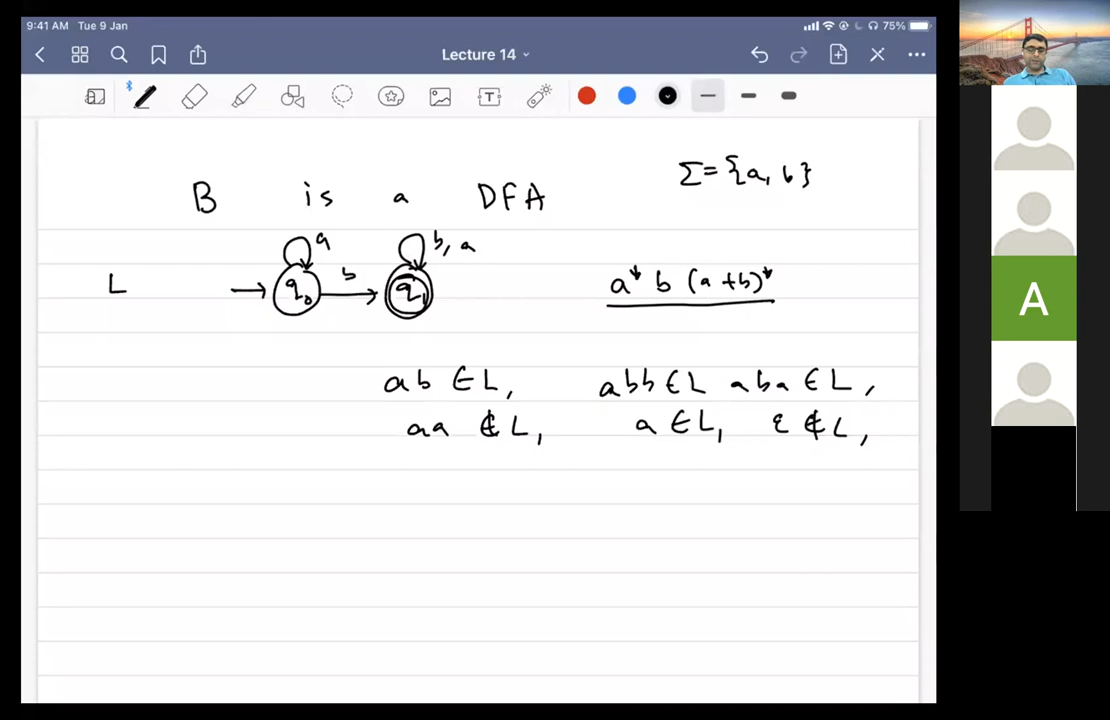 9:41 AM Tue 9 Jan 75%
Lecture 14
T
Σ = {a, b}
B is a DFA
a b b, a
L q₀ q₁ a* b (a+b)*
ab ∈ L, abb ∈ L aba ∈ L,
aa ∉ L, a ∈ L, ε ∉ L,
A